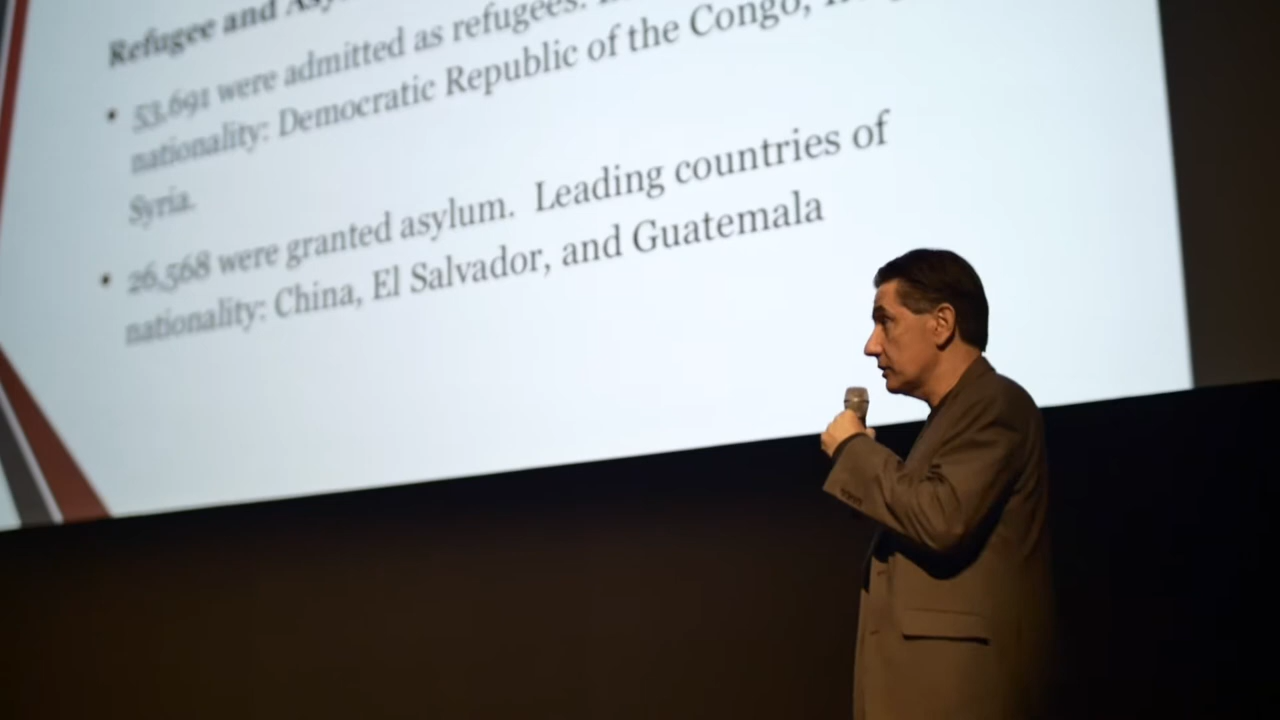 Refugee and
53,691 were admitted as refugees.
nationality: Democratic Republic of the Congo,
Syria.
26,568 were granted asylum. Leading countries of
nationality: China, El Salvador, and Guatemala